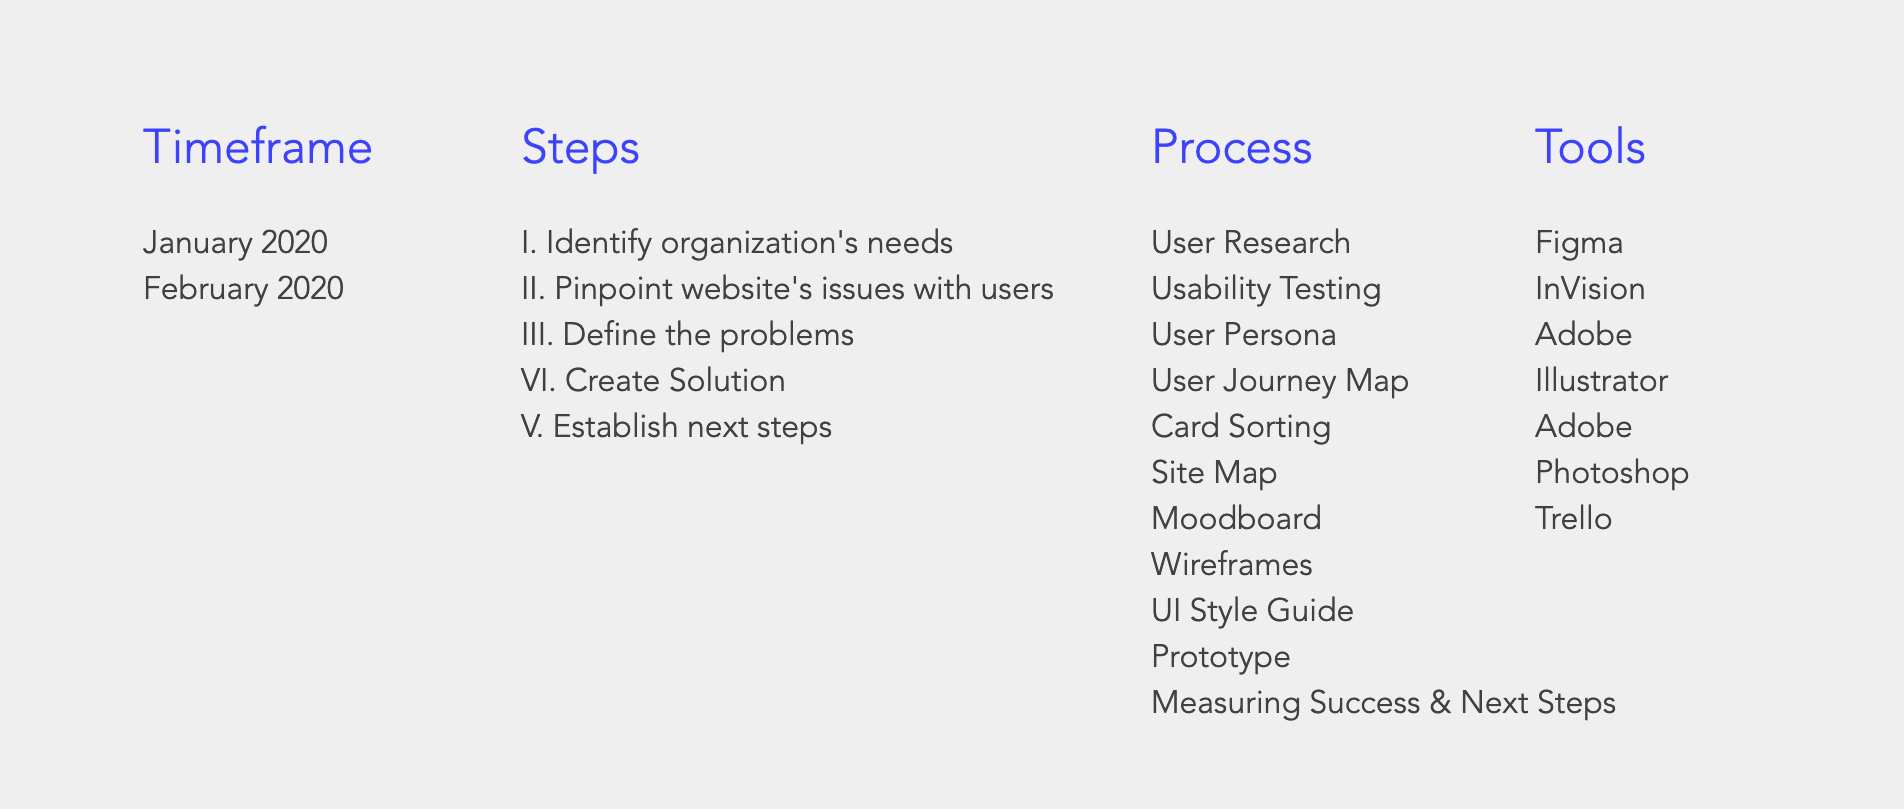 Timeframe
January 2020
February 2020
Steps
I. Identify organization's needs
II. Pinpoint website's issues with users
III. Define the problems
VI. Create Solution
V. Establish next steps
Process
User Research
Usability Testing
User Persona
User Journey Map
Card Sorting
Site Map
Moodboard
Wireframes
UI Style Guide
Prototype
Measuring Success & Next Steps
Tools
Figma
InVision
Adobe
Illustrator
Adobe
Photoshop
Trello